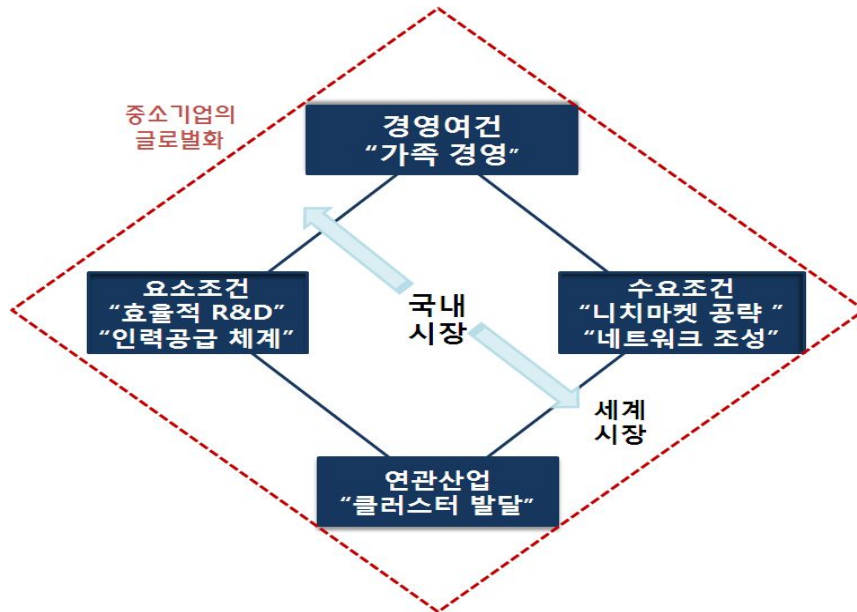 중소기업의
글로벌화
경영여건
“가족 경영”
요소조건
“효율적 R&D”
“인력공급 체계”
수요조건
“니치마켓 공략 ”
“네트워크 조성”
국내
시장
세계
시장
연관산업
“클러스터 발달”